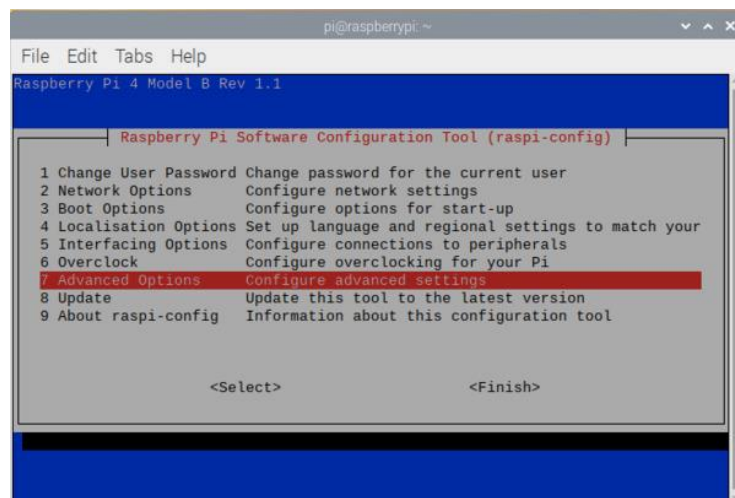 pi@raspberrypi: ~
File Edit Tabs Help
Raspberry Pi 4 Model B Rev 1.1
Raspberry Pi Software Configuration Tool (raspi-config)
1 Change User Password Change password for the current user
2 Network Options Configure network settings
3 Boot Options Configure options for start-up
4 Localisation Options Set up language and regional settings to match your
5 Interfacing Options Configure connections to peripherals
6 Overclock Configure overclocking for your Pi
7 Advanced Options Configure advanced settings
8 Update Update this tool to the latest version
9 About raspi-config Information about this configuration tool
<Select> <Finish>